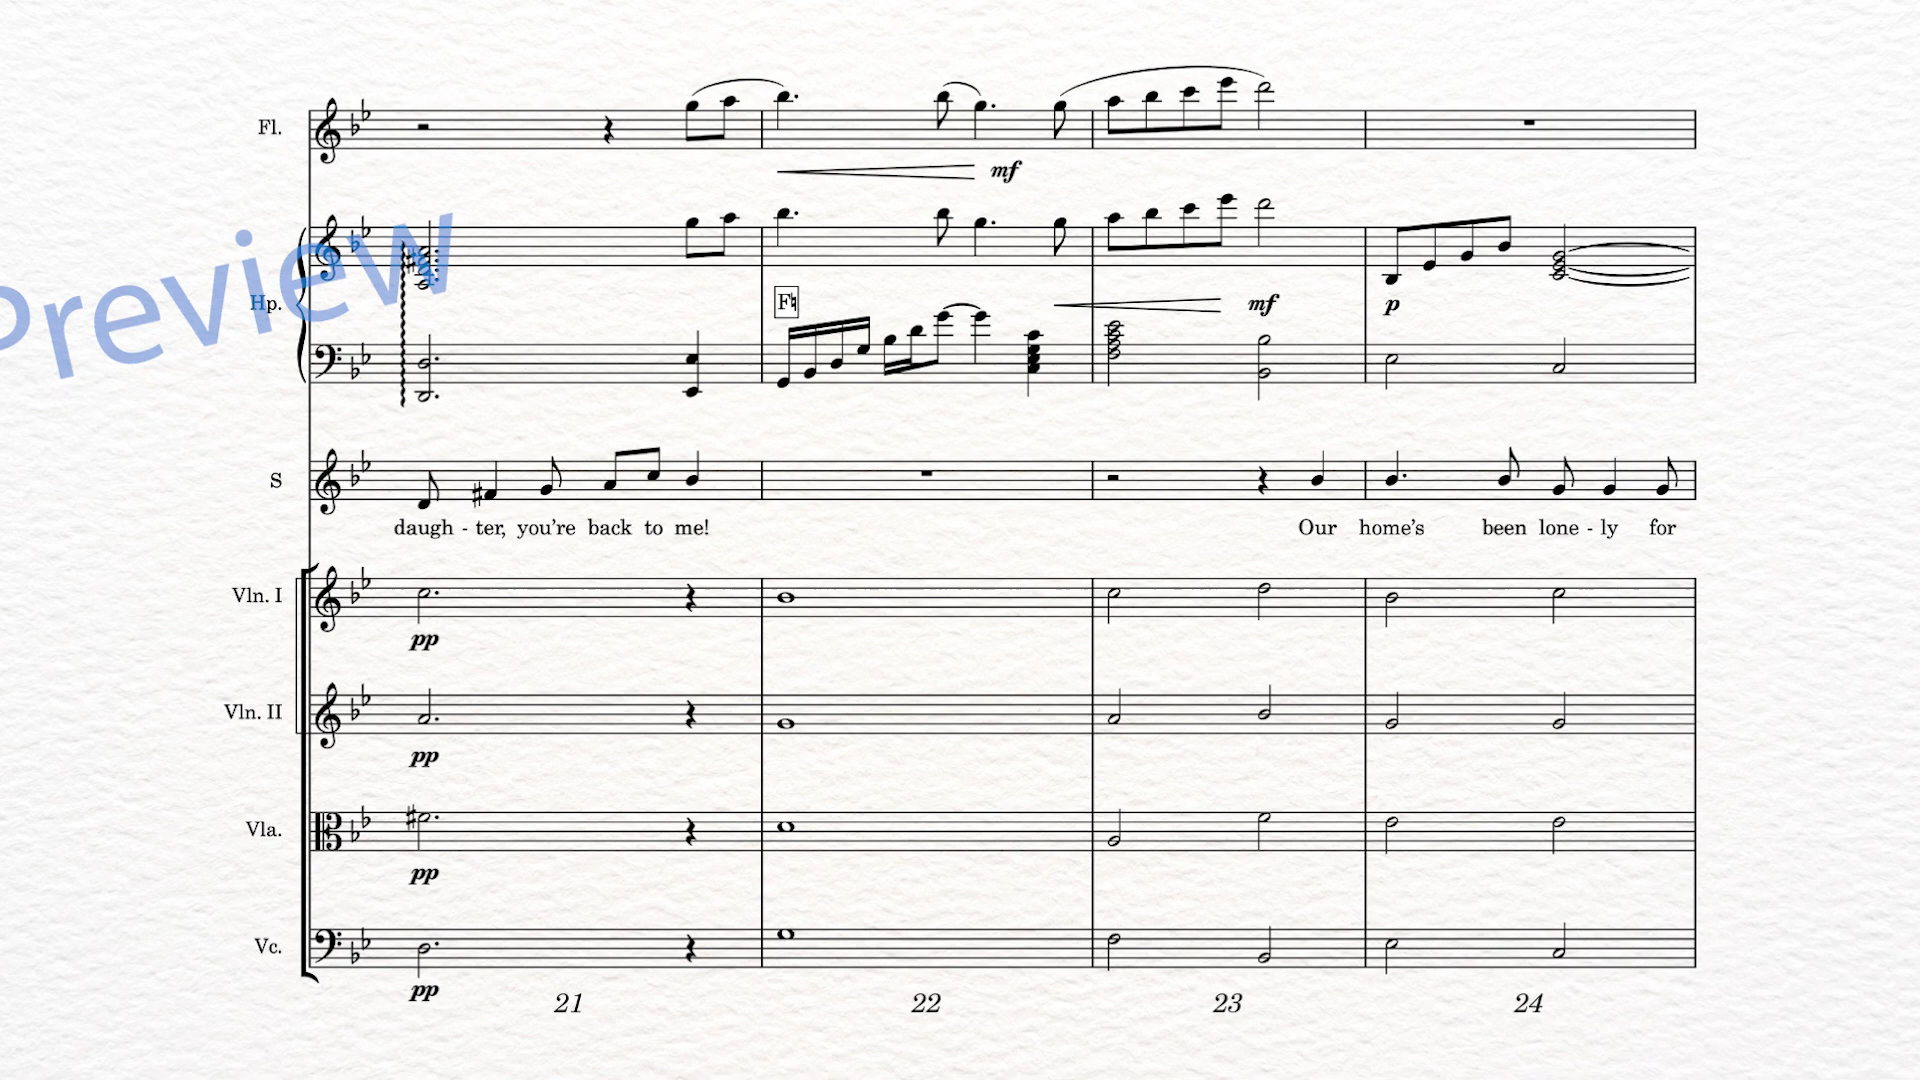 Fl.
mf
Preview
Hp.
F♮
mf
p
S
daugh - ter, you’re back to me!
Our home’s been lone - ly for
Vln. I
pp
Vln. II
pp
Vla.
pp
Vc.
pp
21 22 23 24